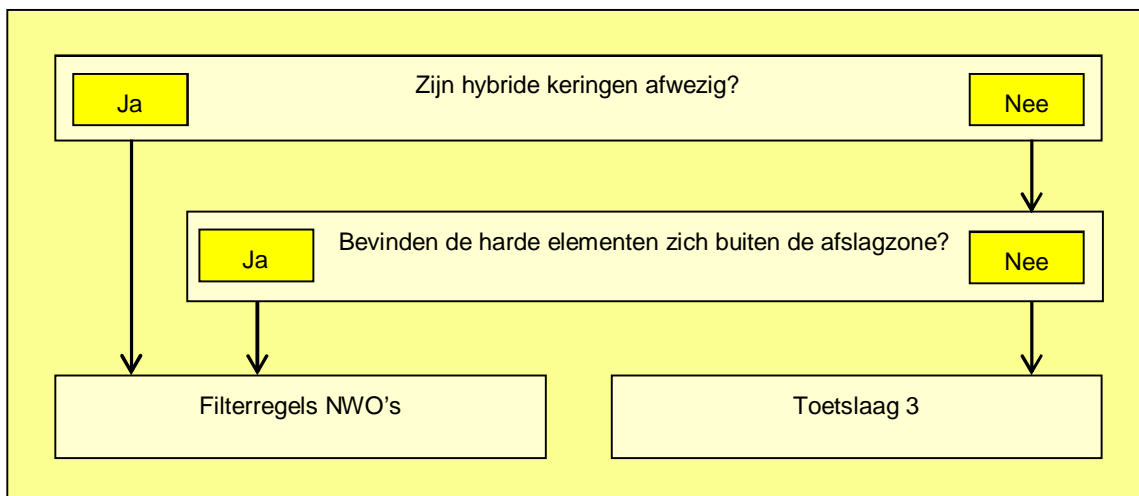 Zijn hybride keringen afwezig?
Ja
Nee
Bevinden de harde elementen zich buiten de afslagzone?
Ja
Nee
Filterregels NWO’s
Toetslaag 3